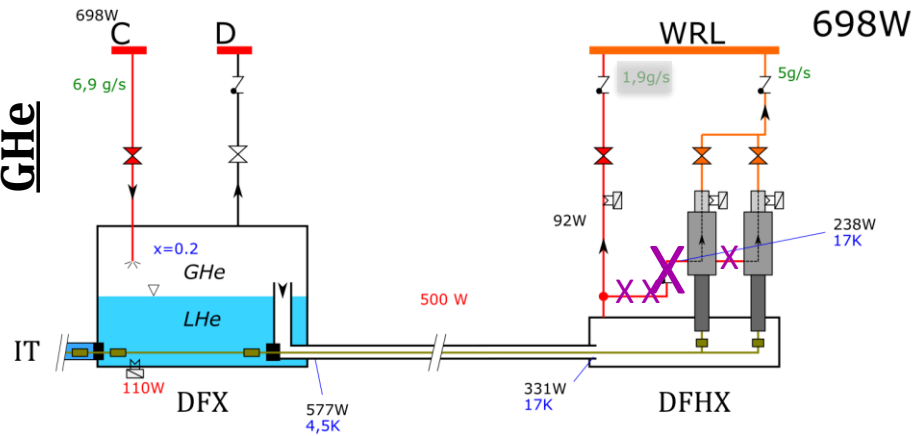 698W
698W
C
D
WRL
6,9 g/s
1,9g/s
5g/s
GHe
92W
238W
17K
x=0.2
GHe
500 W
LHe
IT
110W
331W
17K
DFX
DFHX
577W
4,5K